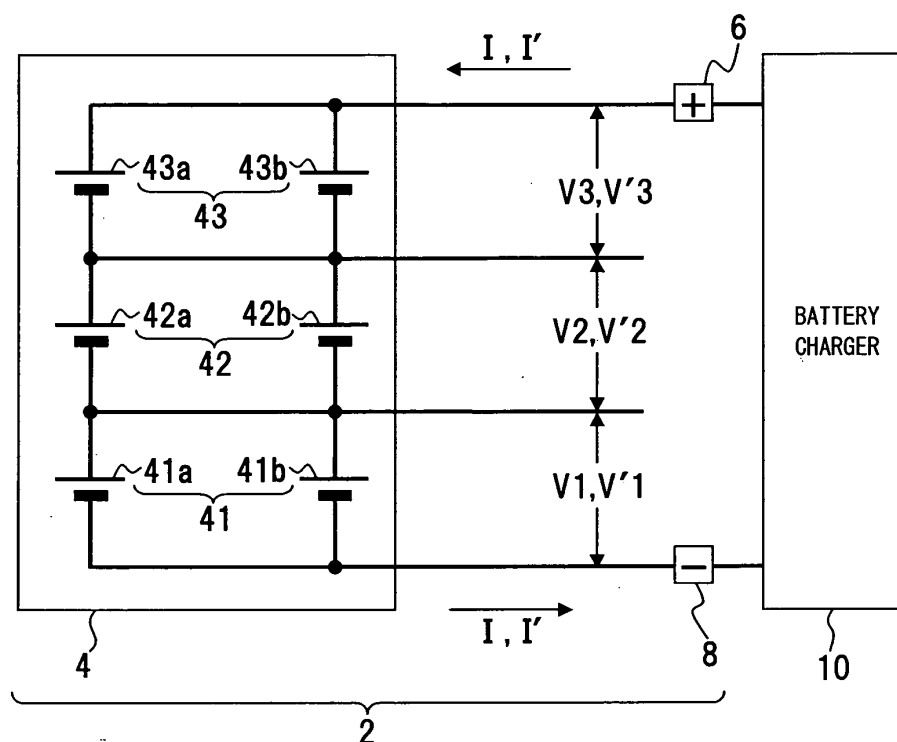 I , I′
6
+
43a
43b
43
V3,V′3
42a
42b
42
V2,V′2
BATTERY
CHARGER
41a
41b
41
V1,V′1
−
I , I′
4
8
10
2